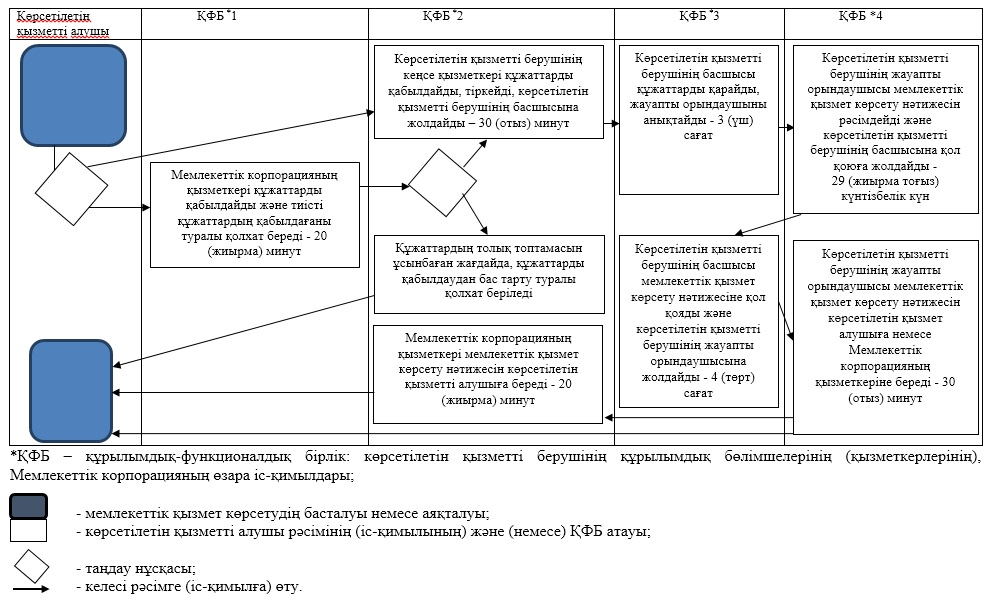 Көрсетілетін
қызметті алушы
ҚФБ *1
ҚФБ *2
ҚФБ *3
ҚФБ *4
Мемлекеттік корпорацияның
қызметкері құжаттарды
қабылдайды және тиісті
құжаттардың қабылдағаны
туралы қолхат береді - 20
(жиырма) минут
Көрсетілетін қызметті берушінің
кеңсе қызметкері құжаттарды
қабылдайды, тіркейді, көрсетілетін
қызметті берушінің басшысына
жолдайды – 30 (отыз) минут
Құжаттардың толық топтамасын
ұсынбаған жағдайда, құжаттарды
қабылдаудан бас тарту туралы
қолхат беріледі
Мемлекеттік корпорацияның
қызметкері мемлекеттік қызмет
көрсету нәтижесін көрсетілетін
қызметті алушыға береді - 20
(жиырма) минут
Көрсетілетін қызметті
берушінің басшысы
құжаттарды қарайды,
жауапты орындаушыны
анықтайды - 3 (үш)
сағат
Көрсетілетін қызметті
берушінің басшысы
мемлекеттік қызмет
көрсету нәтижесіне қол
қояды және
көрсетілетін қызметті
берушінің жауапты
орындаушысына
жолдайды - 4 (төрт)
сағат
Көрсетілетін қызметті
берушінің жауапты
орындаушысы мемлекеттік
қызмет көрсету нәтижесін
рәсімдейді және
көрсетілетін қызметті
берушінің басшысына қол
қоюға жолдайды -
29 (жиырма тоғыз)
күнтізбелік күн
Көрсетілетін қызметті
берушінің жауапты
орындаушысы мемлекеттік
қызмет көрсету нәтижесін
көрсетілетін қызмет
алушыға немесе
Мемлекеттік
корпорацияның
қызметкеріне береді - 30
(отыз) минут
*ҚФБ – құрылымдық-функционалдық бірлік: көрсетілетін қызметті берушінің құрылымдық бөлімшелерінің (қызметкерлерінің),
Мемлекеттік корпорацияның өзара іс-қимылдары;
- мемлекеттік қызмет көрсетудің басталуы немесе аяқталуы;
- көрсетілетін қызметті алушы рәсімінің (іс-қимылының) және (немесе) ҚФБ атауы;
- таңдау нұсқасы;
- келесі рәсімге (іс-қимылға) өту.